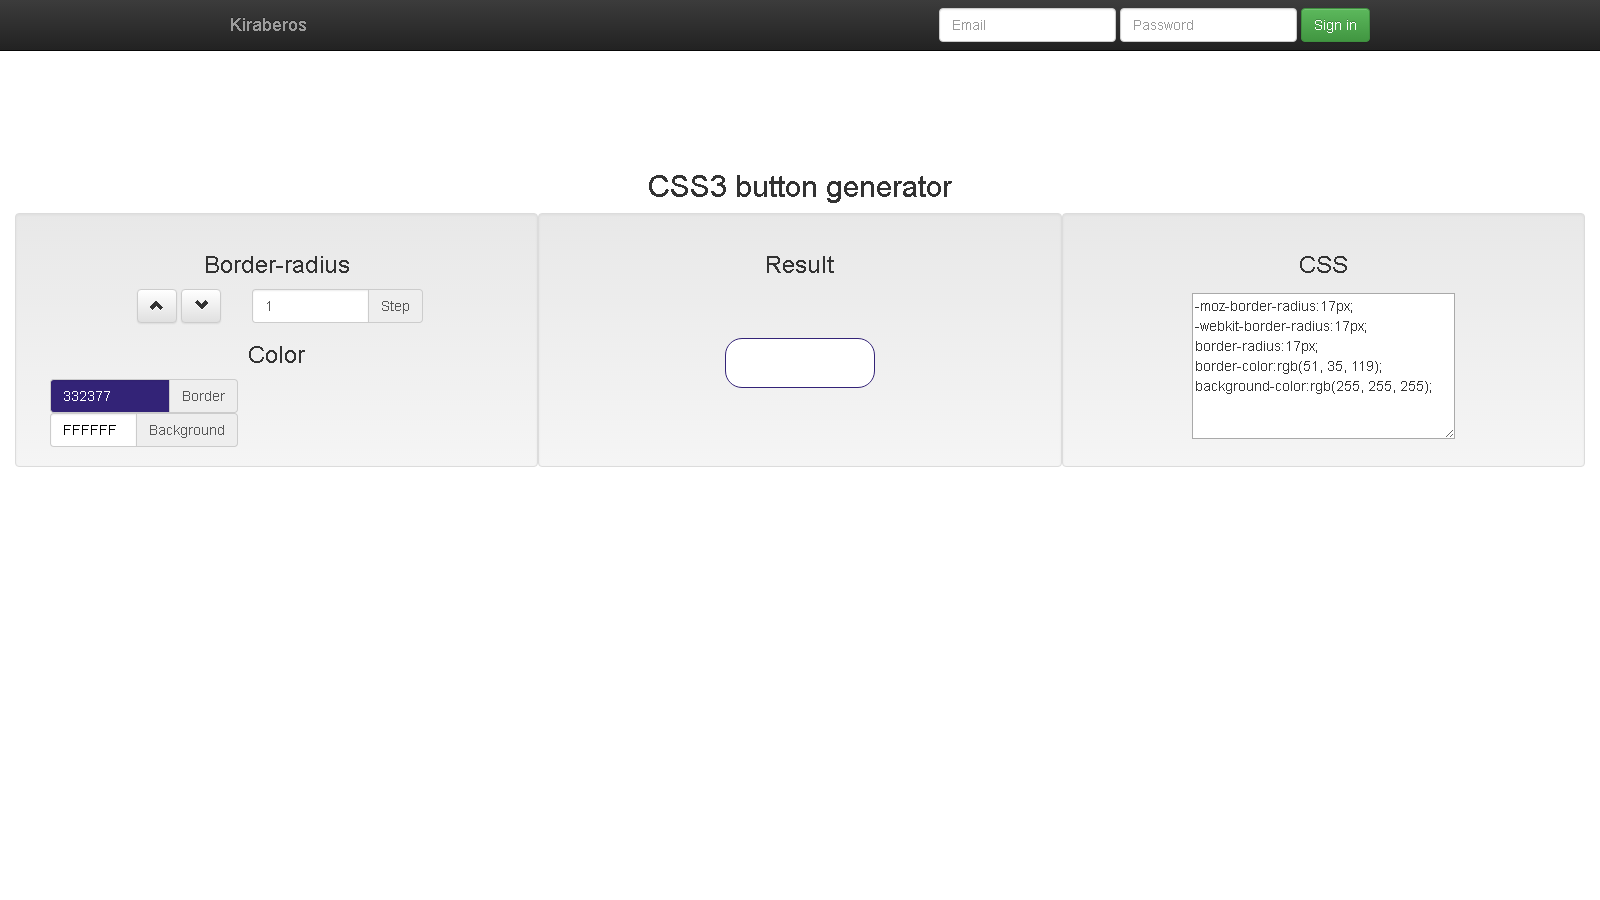 Kiraberos
Email
Password
Sign in
CSS3 button generator
Border-radius
1
Step
Color
332377
Border
FFFFFF
Background
Result
CSS
-moz-border-radius:17px;
-webkit-border-radius:17px;
border-radius:17px;
border-color:rgb(51, 35, 119);
background-color:rgb(255, 255, 255);